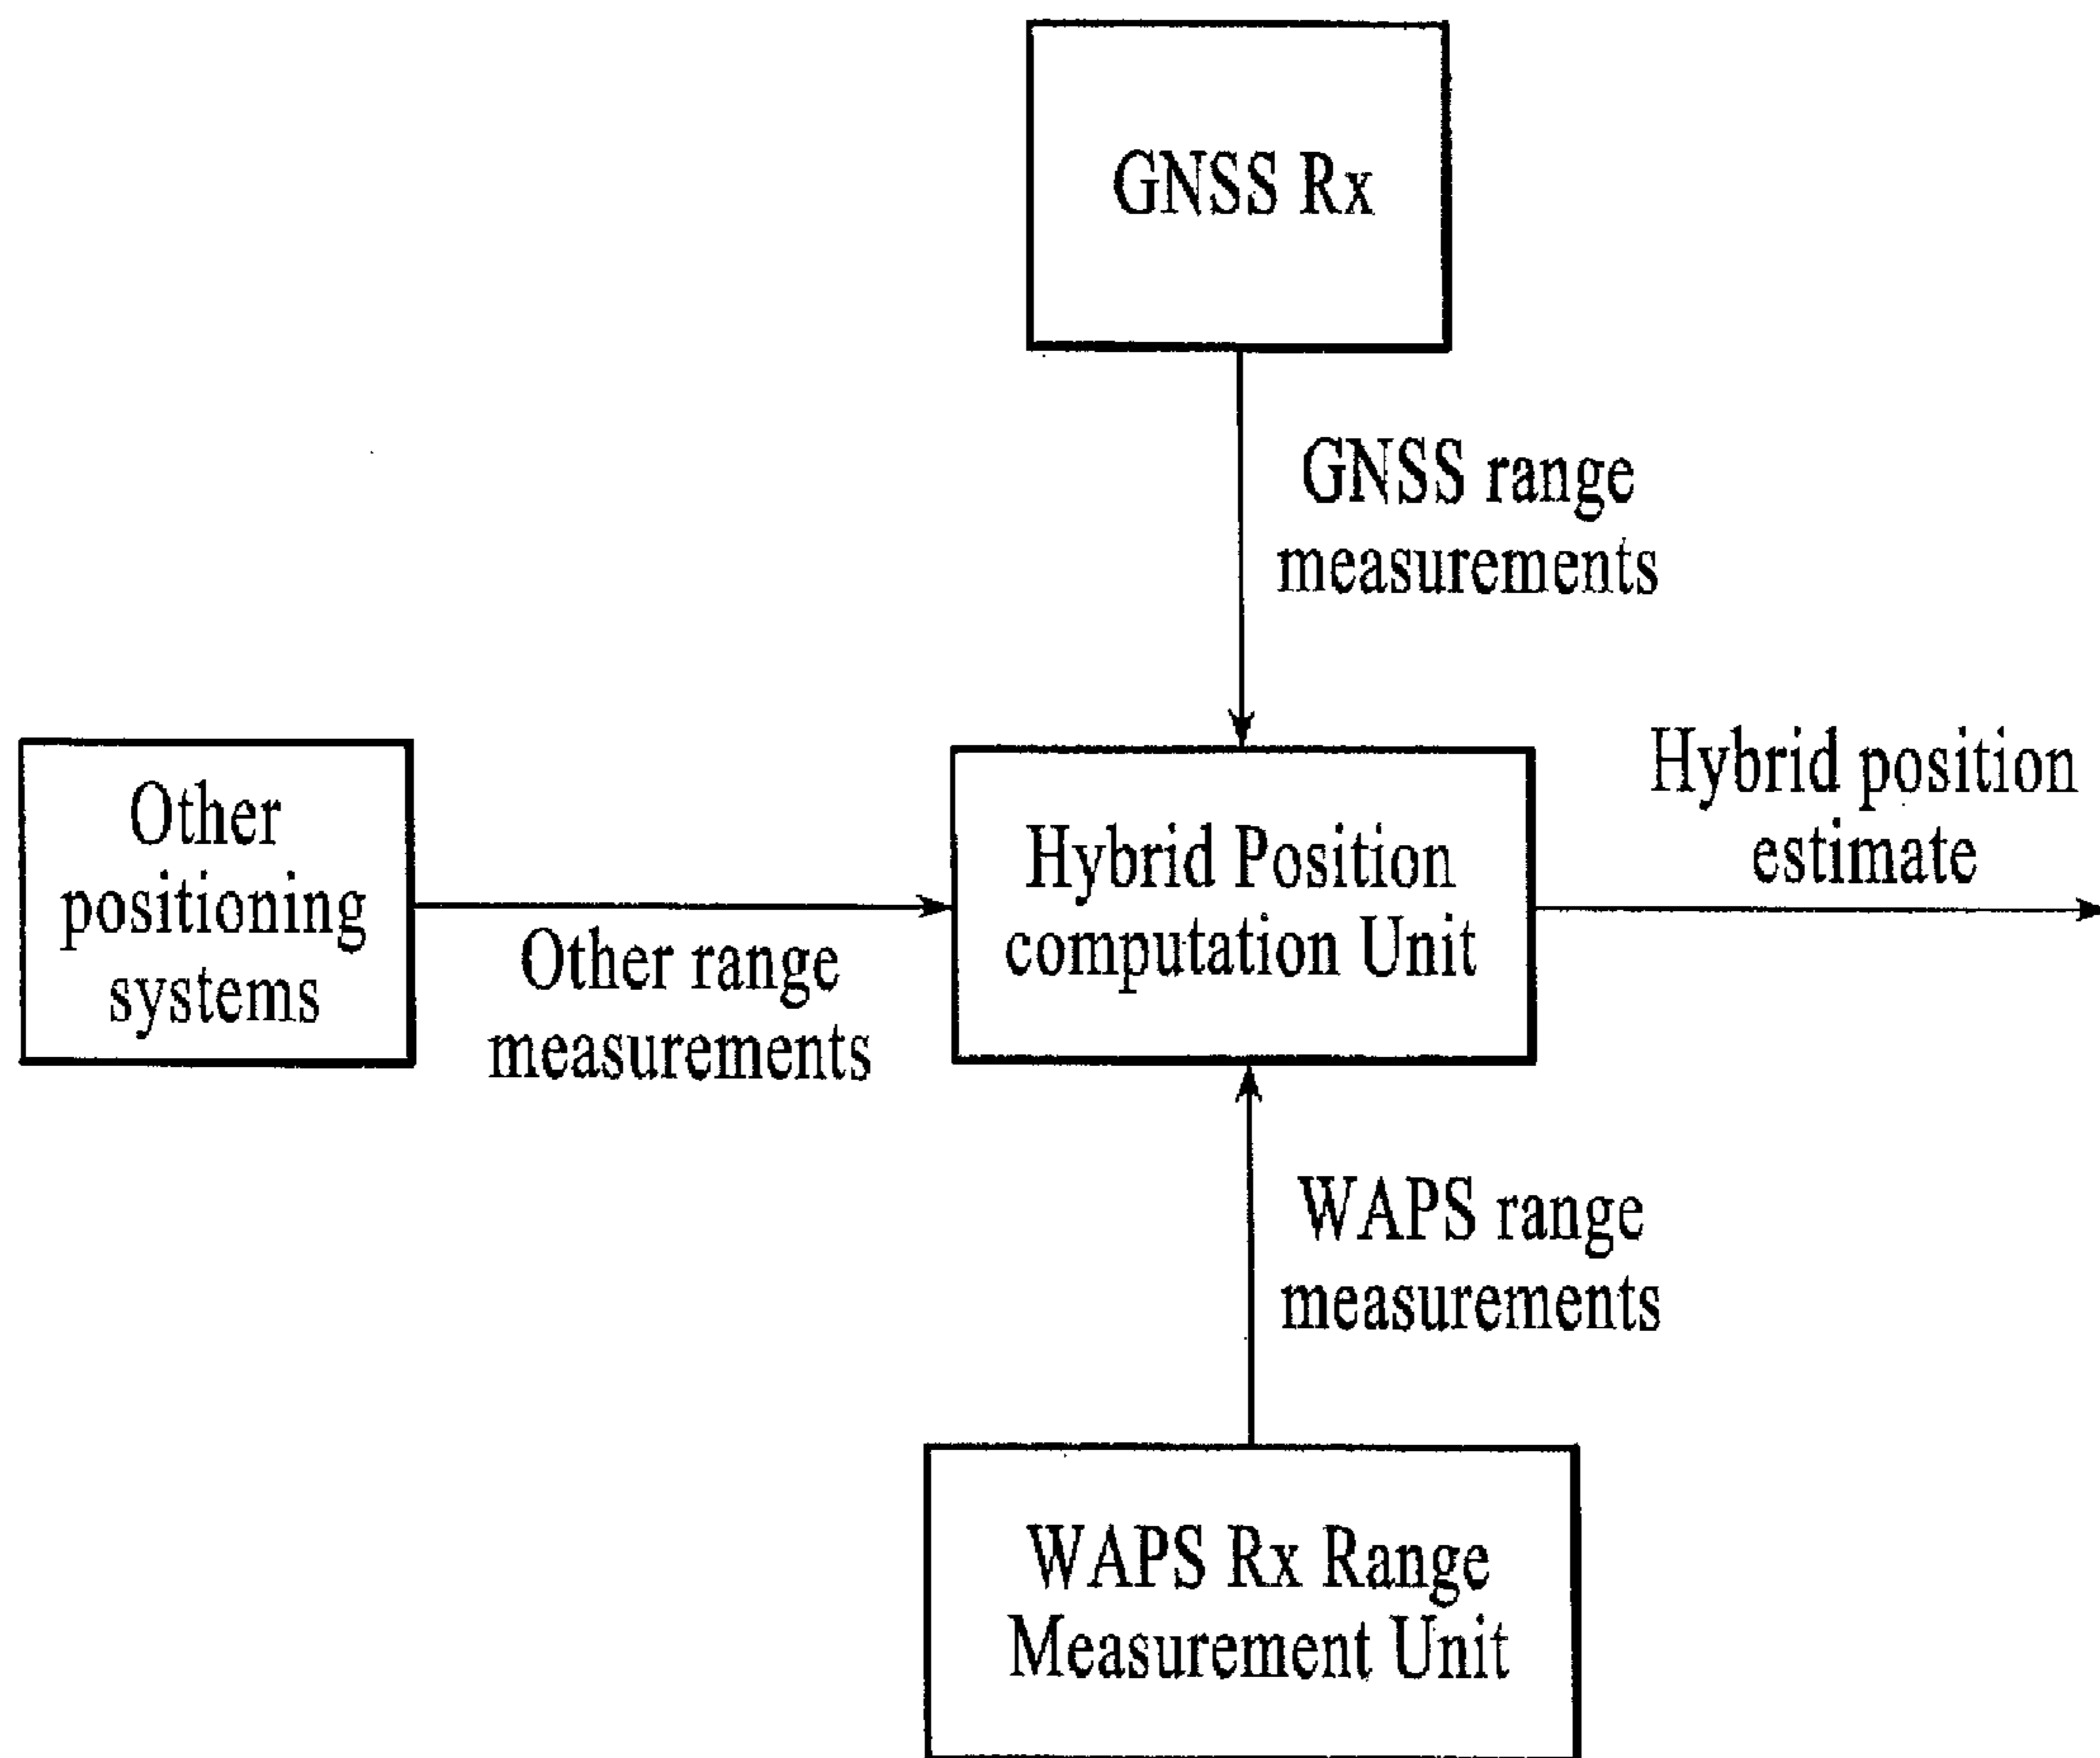 GNSS Rx
GNSS range
measurements
Other
positioning
systems
Other range
measurements
Hybrid Position
computation Unit
Hybrid position
estimate
WAPS range
measurements
WAPS Rx Range
Measurement Unit